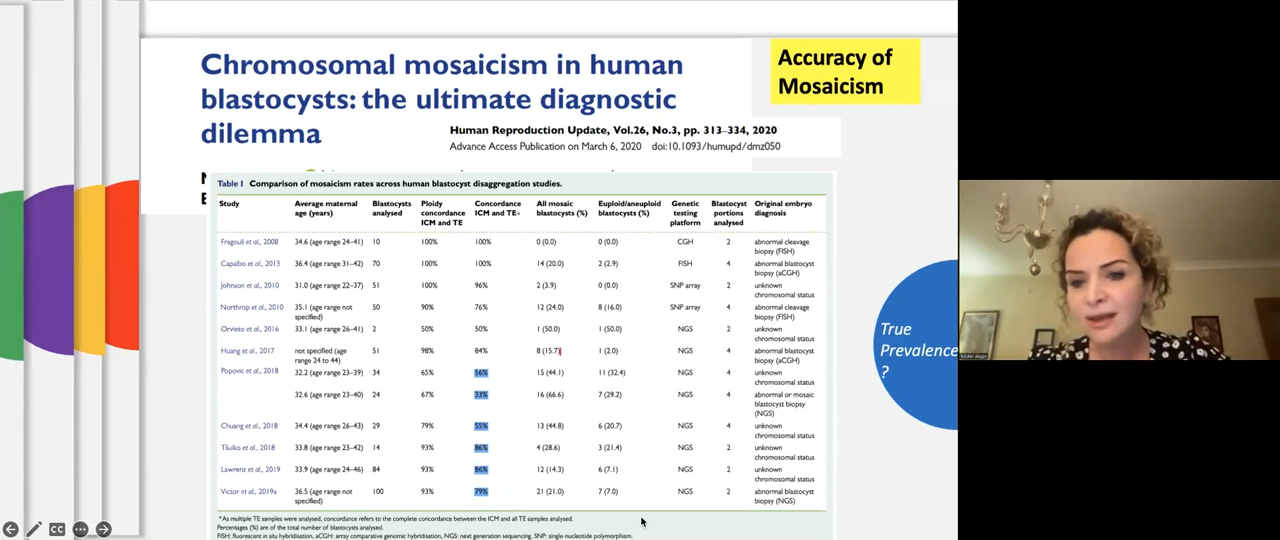 Chromosomal mosaicism in human
blastocysts: the ultimate diagnostic
dilemma
Accuracy of
Mosaicism
Human Reproduction Update, Vol.26, No.3, pp. 313–334, 2020
Advance Access Publication on March 6, 2020 doi:10.1093/humupd/dmz050
Table I Comparison of mosaicism rates across human blastocyst disaggregation studies.
Study Average maternal age (years) Blastocysts analysed Ploidy concordance ICM and TE Concordance ICM and TE* All mosaic blastocysts (%) Euploid/aneuploid blastocysts (%) Genetic testing platform Blastocyst portions analysed Original embryo diagnosis
Fragouli et al., 2008 34.6 (age range 24–41) 10 100% 100% 0 (0.0) 0 (0.0) CGH 2 abnormal cleavage biopsy (FISH)
Capalbo et al., 2013 36.4 (age range 31–42) 70 100% 100% 14 (20.0) 2 (2.9) FISH 4 abnormal blastocyst biopsy (aCGH)
Johnson et al., 2010 31.0 (age range 22–37) 51 100% 96% 2 (3.9) 0 (0.0) SNP array 2 unknown chromosomal status
Northrop et al., 2010 35.1 (age range not specified) 50 90% 76% 12 (24.0) 8 (16.0) SNP array 4 abnormal cleavage biopsy (FISH)
Orvieto et al., 2016 33.1 (age range 26–41) 2 50% 50% 1 (50.0) 1 (50.0) NGS 2 unknown chromosomal status
Huang et al., 2017 not specified (age range 24 to 44) 51 98% 84% 8 (15.7) 1 (2.0) NGS 4 abnormal blastocyst biopsy (aCGH)
Popovic et al., 2018 32.2 (age range 23–39) 34 65% 56% 15 (44.1) 11 (32.4) NGS 4 unknown chromosomal status
32.6 (age range 23–40) 24 67% 33% 16 (66.6) 7 (29.2) NGS 4 abnormal or mosaic blastocyst biopsy (NGS)
Chuang et al., 2018 34.4 (age range 26–43) 29 79% 55% 13 (44.8) 6 (20.7) NGS 4 unknown chromosomal status
Tšuiko et al., 2018 33.8 (age range 23–42) 14 93% 86% 4 (28.6) 3 (21.4) NGS 2 unknown chromosomal status
Lawrenz et al., 2019 33.9 (age range 24–46) 84 93% 86% 12 (14.3) 6 (7.1) NGS 2 unknown chromosomal status
Victor et al., 2019a 36.5 (age range not specified) 100 93% 79% 21 (21.0) 7 (7.0) NGS 2 abnormal blastocyst biopsy (NGS)
*As multiple TE samples were analysed, concordance refers to the complete concordance between the ICM and all TE samples analysed.
Percentages (%) are of the total number of blastocysts analysed.
FISH: fluorescent in situ hybridisation, aCGH: array comparative genomic hybridisation, NGS: next generation sequencing, SNP: single-nucleotide polymorphism.
True
Prevalence
?
CC